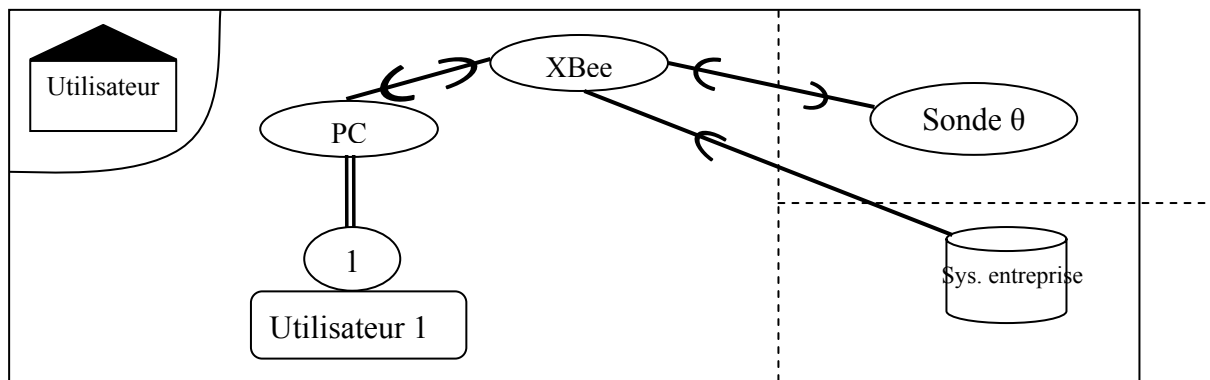 Utilisateur
XBee
PC
Sonde θ
1
Sys. entreprise
Utilisateur 1